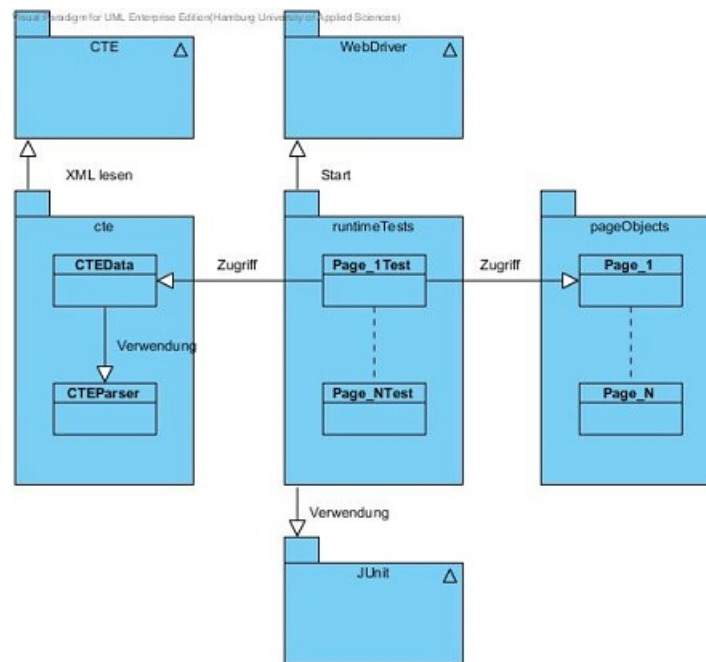 Visual Paradigm for UML Enterprise Edition(Hamburg University of Applied Sciences)
CTE
WebDriver
XML lesen
Start
cte
runtimeTests
pageObjects
CTEData
Zugriff
Page_1Test
Zugriff
Page_1
Verwendung
CTEParser
Page_NTest
Page_N
Verwendung
JUnit